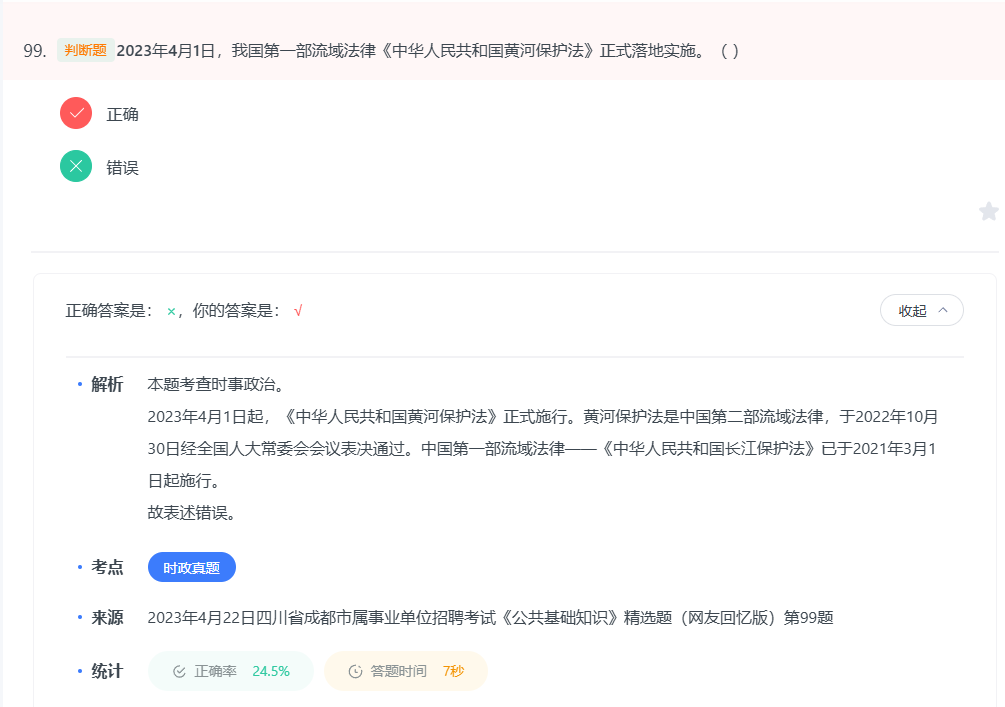 99. 判断题 2023年4月1日，我国第一部流域法律《中华人民共和国黄河保护法》正式落地实施。（ ）
正确
错误
正确答案是： ×，你的答案是： √
收起
解析 本题考查时事政治。
2023年4月1日起，《中华人民共和国黄河保护法》正式施行。黄河保护法是中国第二部流域法律，于2022年10月
30日经全国人大常委会会议表决通过。中国第一部流域法律——《中华人民共和国长江保护法》已于2021年3月1
日起施行。
故表述错误。
考点 时政真题
来源 2023年4月22日四川省成都市属事业单位招聘考试《公共基础知识》精选题（网友回忆版）第99题
统计 正确率 24.5% 答题时间 7秒